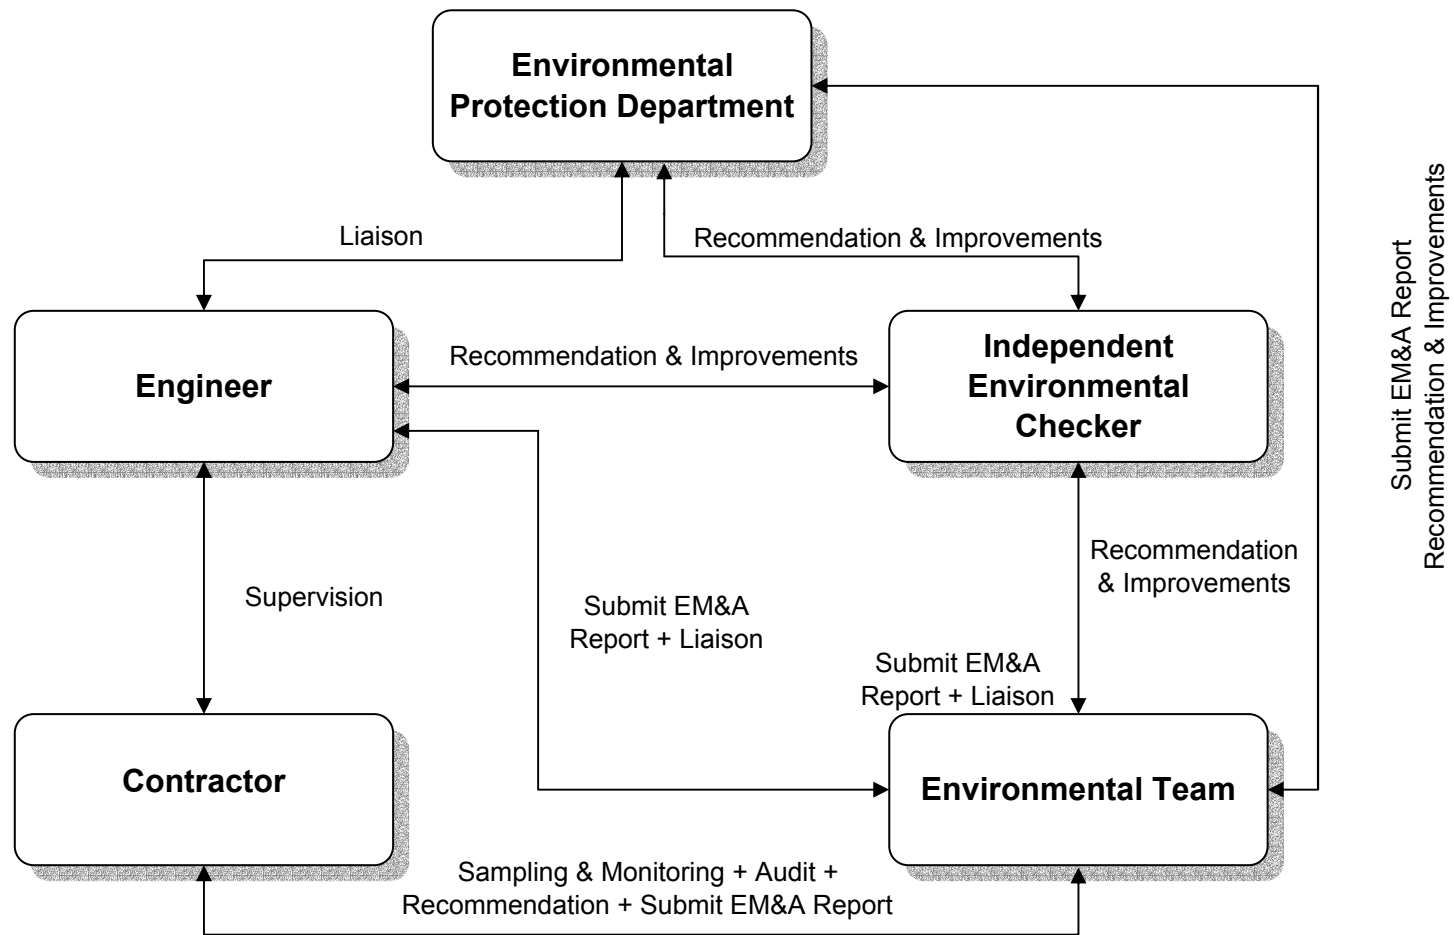 Environmental
Protection Department
Liaison
Recommendation & Improvements
Submit EM&A Report
Recommendation & Improvements
Engineer
Recommendation & Improvements
Independent
Environmental
Checker
Supervision
Submit EM&A
Report + Liaison
Recommendation
& Improvements
Submit EM&A
Report + Liaison
Contractor
Environmental Team
Sampling & Monitoring + Audit +
Recommendation + Submit EM&A Report